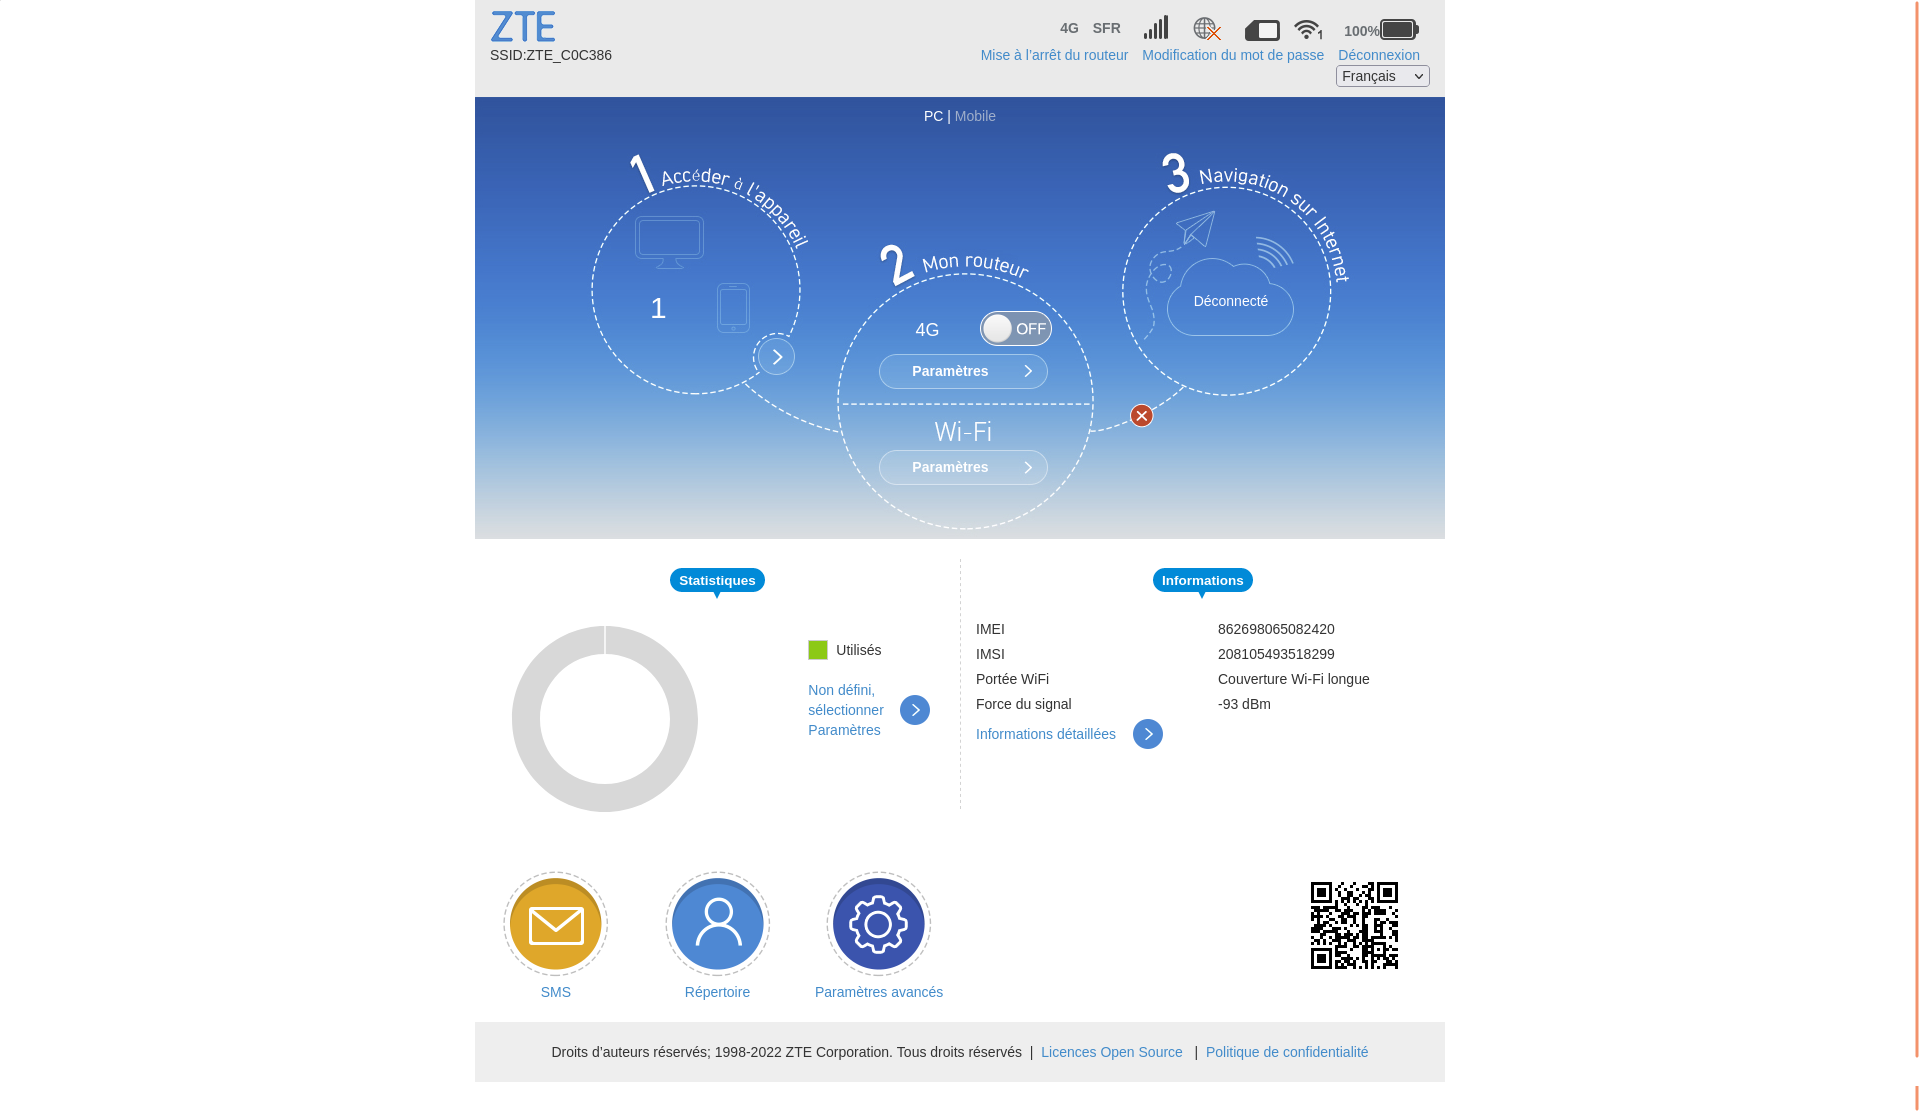 ZTE
4G SFR 1 100%
SSID:ZTE_C0C386
Mise à l'arrêt du routeur Modification du mot de passe Déconnexion
Français
PC | Mobile
1 Accéder à l'appareil
1
2 Mon routeur
4G OFF
Paramètres
Wi-Fi
Paramètres
3 Navigation sur Internet
Déconnecté
Statistiques
Utilisés
Non défini,
sélectionner
Paramètres
Informations
IMEI 862698065082420
IMSI 208105493518299
Portée WiFi Couverture Wi-Fi longue
Force du signal -93 dBm
Informations détaillées
SMS
Répertoire
Paramètres avancés
Droits d'auteurs réservés; 1998-2022 ZTE Corporation. Tous droits réservés | Licences Open Source | Politique de confidentialité